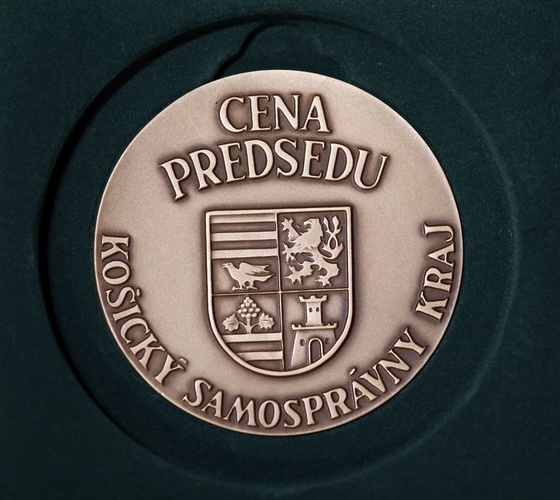 CENA
PREDSEDU
KOŠICKÝ SAMOSPRÁVNY KRAJ